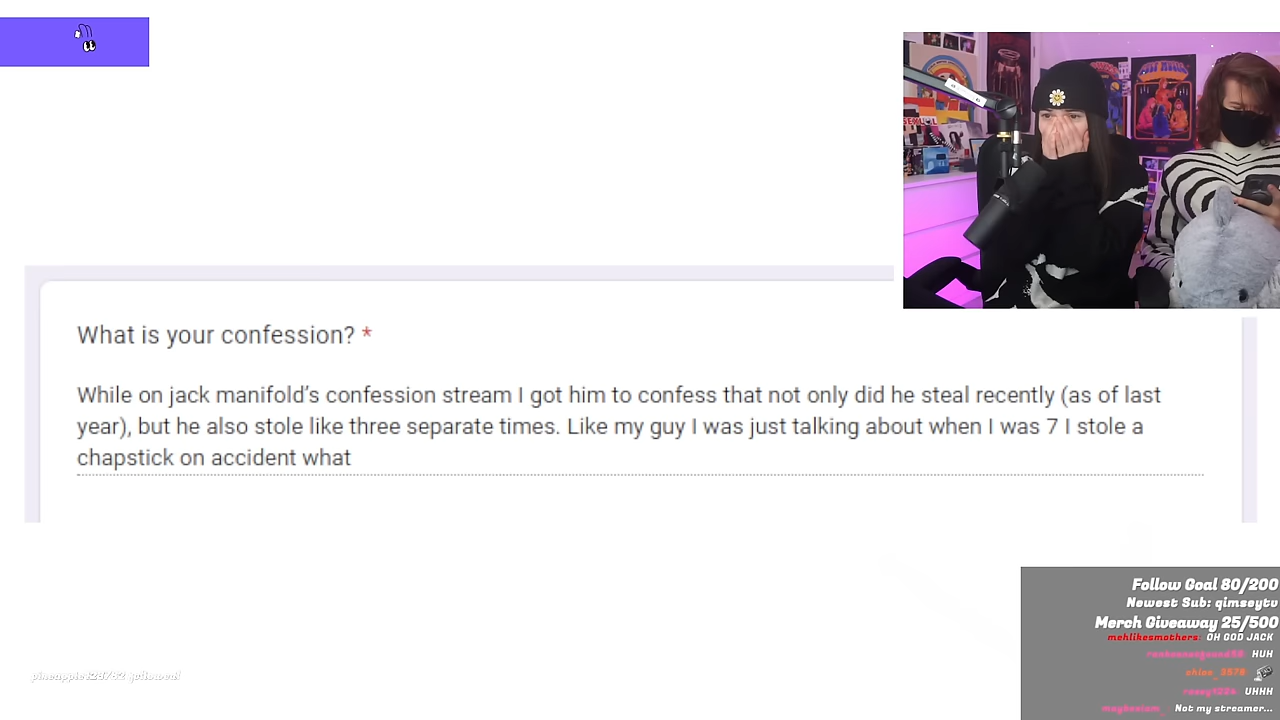 What is your confession? *
While on jack manifold’s confession stream I got him to confess that not only did he steal recently (as of last
year), but he also stole like three separate times. Like my guy I was just talking about when I was 7 I stole a
chapstick on accident what
Follow Goal 80/200
Newest Sub: qimseytv
Merch Giveaway 25/500
mehlikesmothers: OH GOD JACK
HUH
UHHH
Not my streamer...